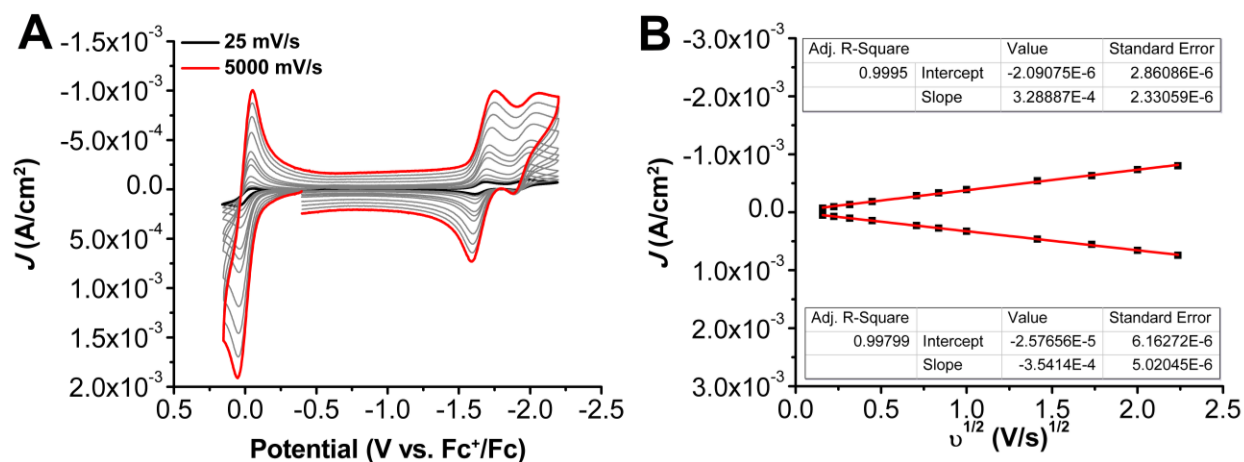 A
25 mV/s
5000 mV/s
-1.5x10⁻³
-1.0x10⁻³
-5.0x10⁻⁴
0.0
5.0x10⁻⁴
1.0x10⁻³
1.5x10⁻³
2.0x10⁻³
J (A/cm²)
0.5 0.0 -0.5 -1.0 -1.5 -2.0 -2.5
Potential (V vs. Fc⁺/Fc)
B
-3.0x10⁻³
-2.0x10⁻³
-1.0x10⁻³
0.0
1.0x10⁻³
2.0x10⁻³
3.0x10⁻³
J (A/cm²)
Adj. R-Square Value Standard Error
0.9995 Intercept -2.09075E-6 2.86086E-6
Slope 3.28887E-4 2.33059E-6
Adj. R-Square Value Standard Error
0.99799 Intercept -2.57656E-5 6.16272E-6
Slope -3.5414E-4 5.02045E-6
0.0 0.5 1.0 1.5 2.0 2.5
υ¹ᐟ² (V/s)¹ᐟ²